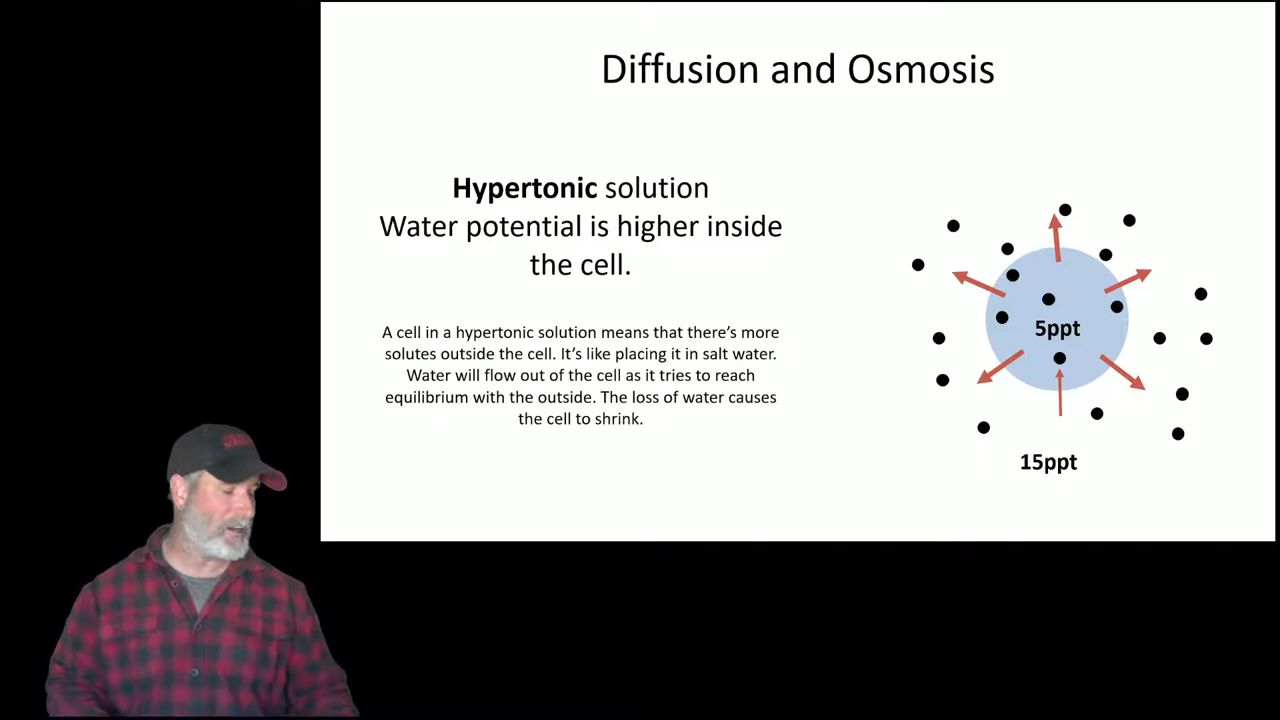 Diffusion and Osmosis
Hypertonic solution
Water potential is higher inside
the cell.
A cell in a hypertonic solution means that there’s more
solutes outside the cell. It’s like placing it in salt water.
Water will flow out of the cell as it tries to reach
equilibrium with the outside. The loss of water causes
the cell to shrink.
5ppt
15ppt